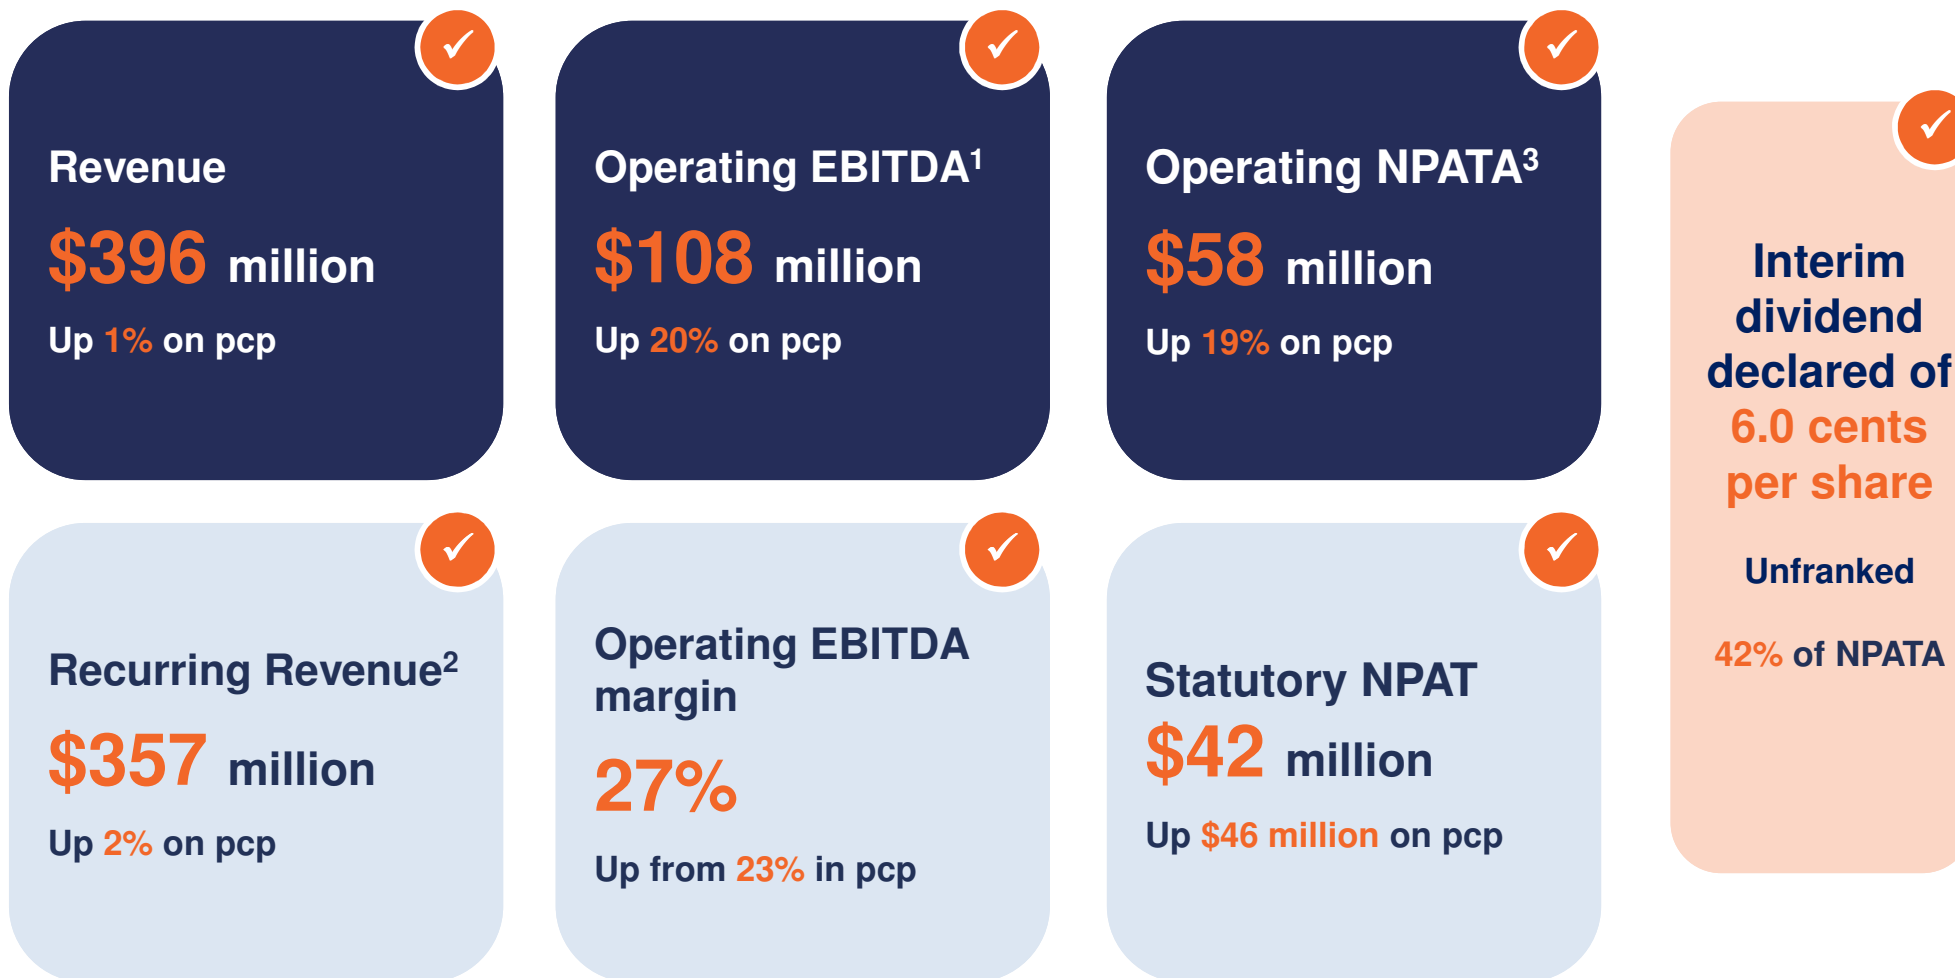 Revenue
$396 million
Up 1% on pcp
Operating EBITDA¹
$108 million
Up 20% on pcp
Operating NPATA³
$58 million
Up 19% on pcp
Recurring Revenue²
$357 million
Up 2% on pcp
Operating EBITDA
margin
27%
Up from 23% in pcp
Statutory NPAT
$42 million
Up $46 million on pcp
Interim
dividend
declared of
6.0 cents
per share
Unfranked
42% of NPATA